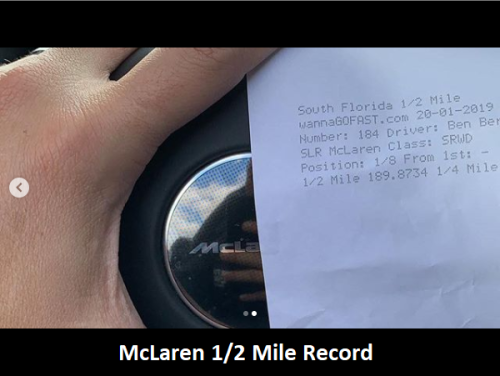 South Florida 1/2 Mile
wannaGOFAST.com 20-01-2019
Number: 184 Driver: Ben Ber
SLR McLaren Class: SRWD
Position: 1/8 From 1st: -
1/2 Mile 189.8734 1/4 Mile
McLa
McLaren 1/2 Mile Record